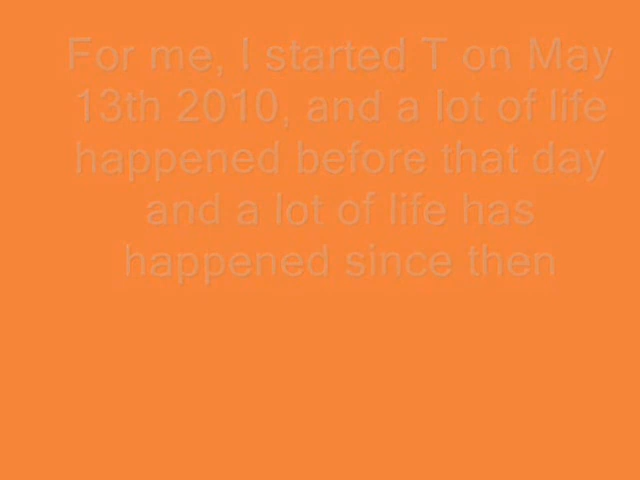 For me, I started T on May
13th 2010, and a lot of life
happened before that day
and a lot of life has
happened since then